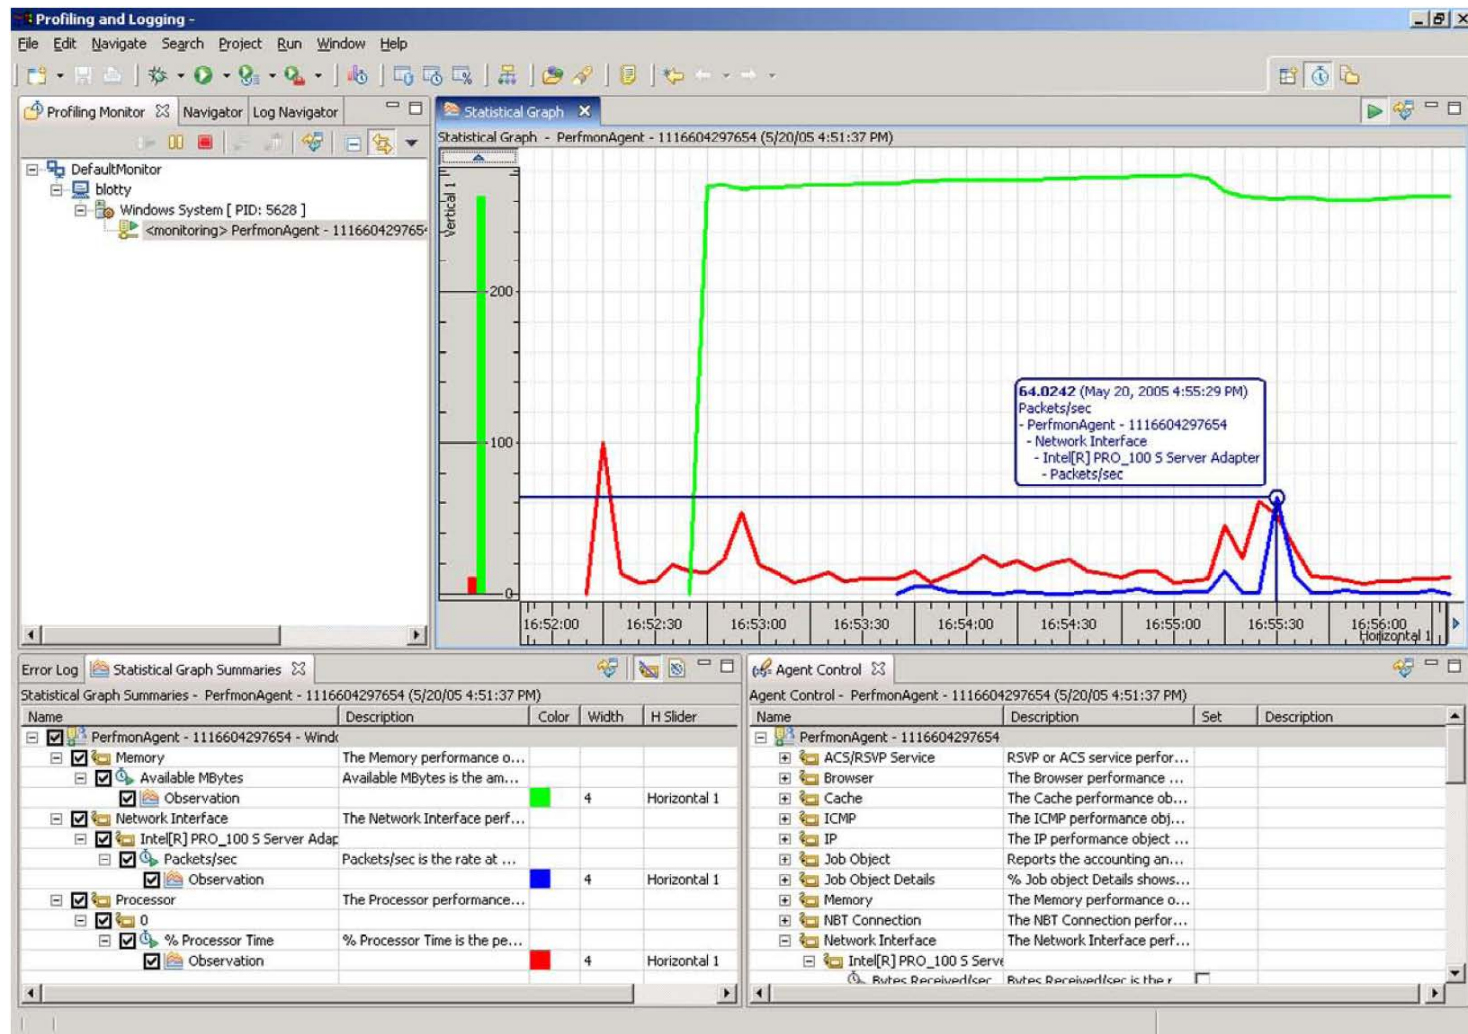 Profiling and Logging -
File Edit Navigate Search Project Run Window Help
Profiling Monitor Navigator Log Navigator
DefaultMonitor
blotty
Windows System [ PID: 5628 ]
<monitoring> PerfmonAgent - 111660429765
Statistical Graph
Statistical Graph - PerfmonAgent - 1116604297654 (5/20/05 4:51:37 PM)
Vertical 1
200
100
0
64.0242 (May 20, 2005 4:55:29 PM)
Packets/sec
- PerfmonAgent - 1116604297654
- Network Interface
- Intel[R] PRO_100 S Server Adapter
- Packets/sec
16:52:00 16:52:30 16:53:00 16:53:30 16:54:00 16:54:30 16:55:00 16:55:30 16:56:00
Horizontal 1
Error Log Statistical Graph Summaries
Statistical Graph Summaries - PerfmonAgent - 1116604297654 (5/20/05 4:51:37 PM)
Name Description Color Width H Slider
PerfmonAgent - 1116604297654 - Windo
Memory The Memory performance o...
Available MBytes Available MBytes is the am...
Observation 4 Horizontal 1
Network Interface The Network Interface perf...
Intel[R] PRO_100 S Server Adap
Packets/sec Packets/sec is the rate at ...
Observation 4 Horizontal 1
Processor The Processor performance...
0
% Processor Time % Processor Time is the pe...
Observation 4 Horizontal 1
Agent Control
Agent Control - PerfmonAgent - 1116604297654 (5/20/05 4:51:37 PM)
Name Description Set Description
PerfmonAgent - 1116604297654
ACS/RSVP Service RSVP or ACS service perfor...
Browser The Browser performance ...
Cache The Cache performance ob...
ICMP The ICMP performance obj...
IP The IP performance object ...
Job Object Reports the accounting an...
Job Object Details % Job object Details shows...
Memory The Memory performance o...
NBT Connection The NBT Connection perfor...
Network Interface The Network Interface perf...
Intel[R] PRO_100 S Serve
Bytes Received/sec Bytes Received/sec is the r